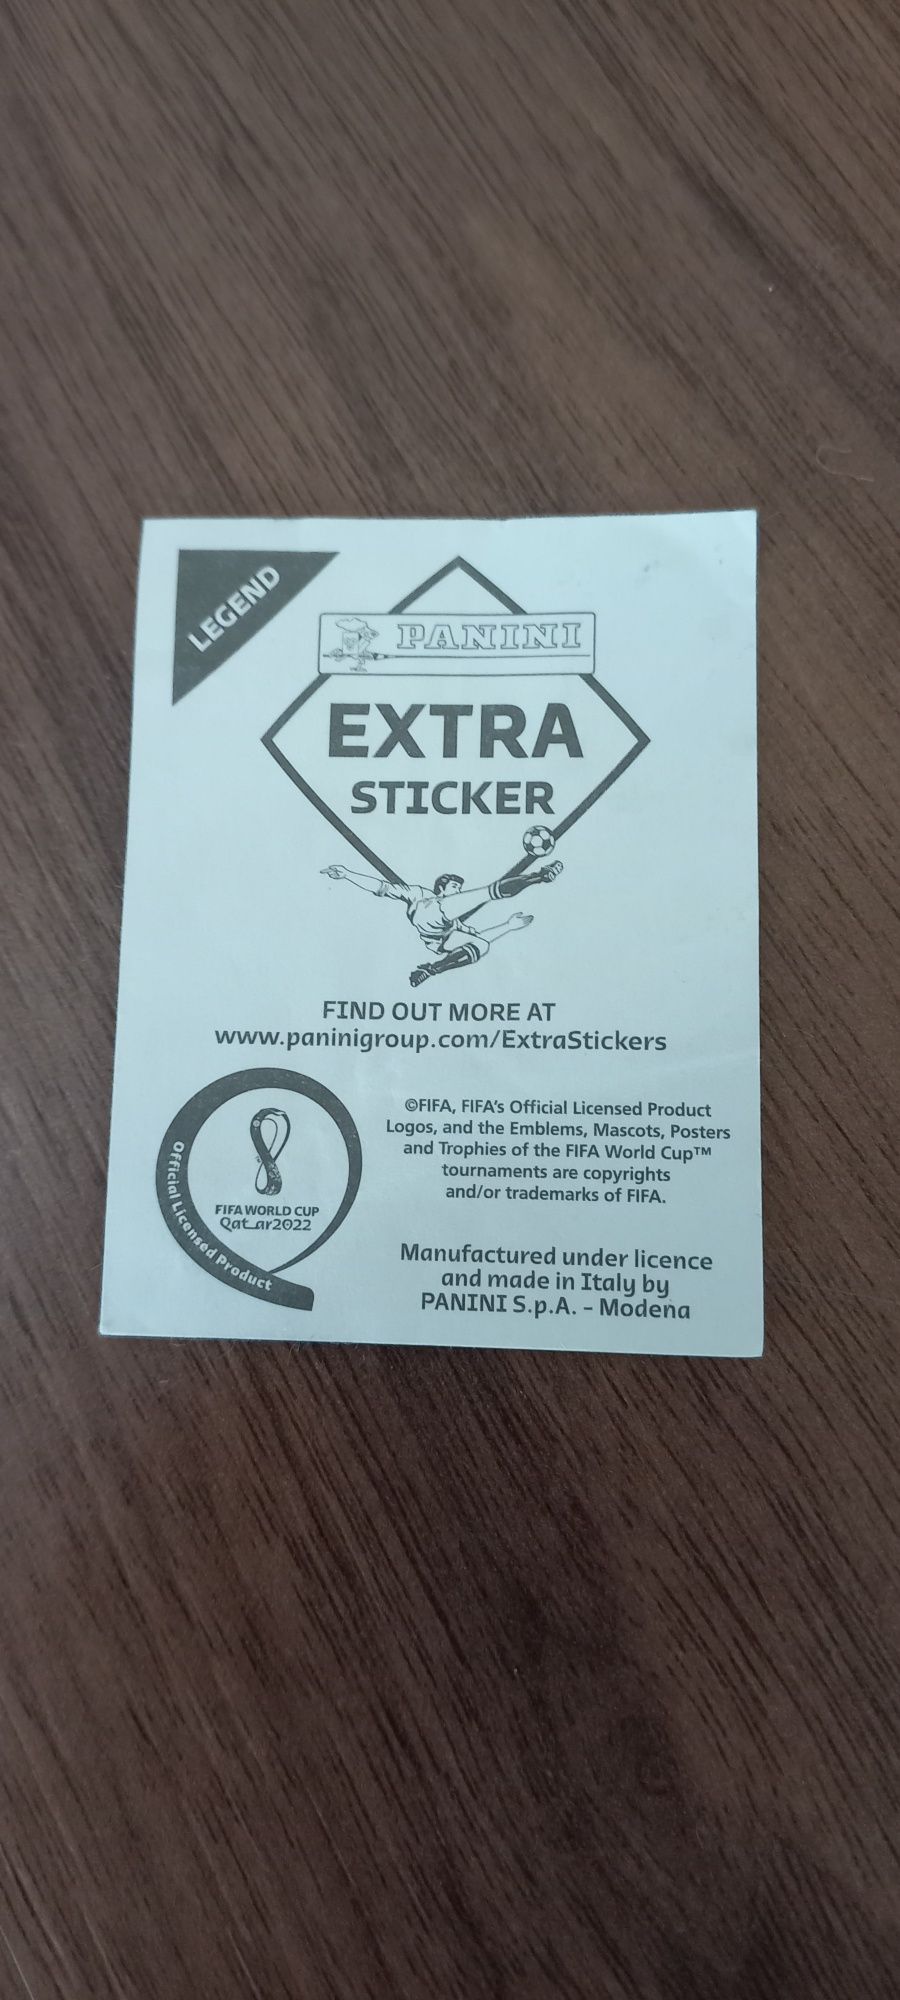 LEGEND
PANINI
EXTRA
STICKER
FIND OUT MORE AT
www.paninigroup.com/ExtraStickers
©FIFA, FIFA's Official Licensed Product
Logos, and the Emblems, Mascots, Posters
and Trophies of the FIFA World Cup™
tournaments are copyrights
and/or trademarks of FIFA.
Official Licensed Product
FIFA WORLD CUP
Qatar2022
Manufactured under licence
and made in Italy by
PANINI S.p.A. - Modena